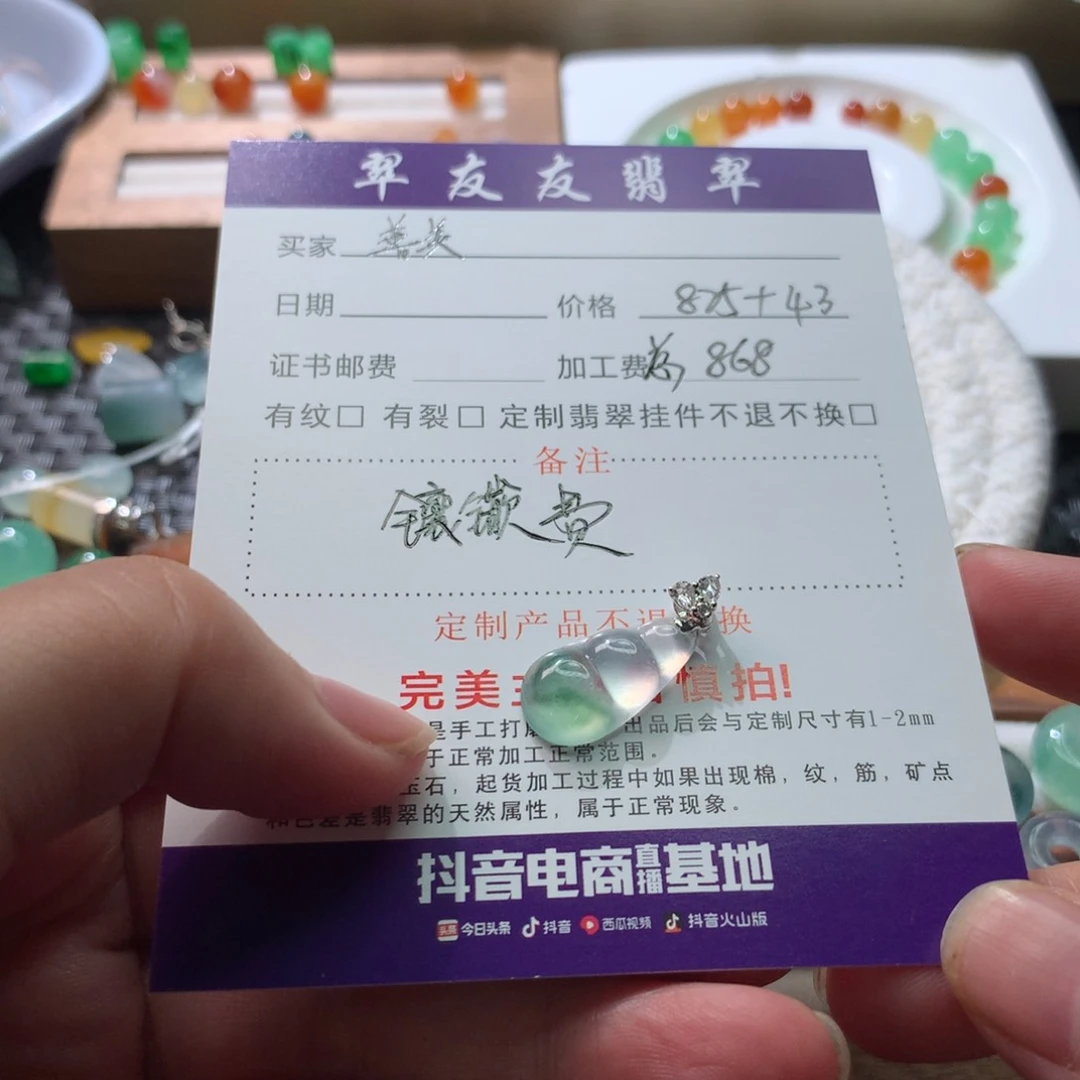 翠友友翡翠
买家 善美
日期 价格 825+43
证书邮费 加工费 为 868
有纹□ 有裂□ 定制翡翠挂件不退不换□
备注
镶嵌费
定制产品不退 换
完美 慎拍!
是手工打 出品后会与定制尺寸有1-2mm
于正常加工正常范围。
玉石，起货加工过程中如果出现棉，纹，筋，矿点
和色差是翡翠的天然属性，属于正常现象。
抖音电商直播基地
头条 今日头条 抖音 西瓜视频 抖音火山版